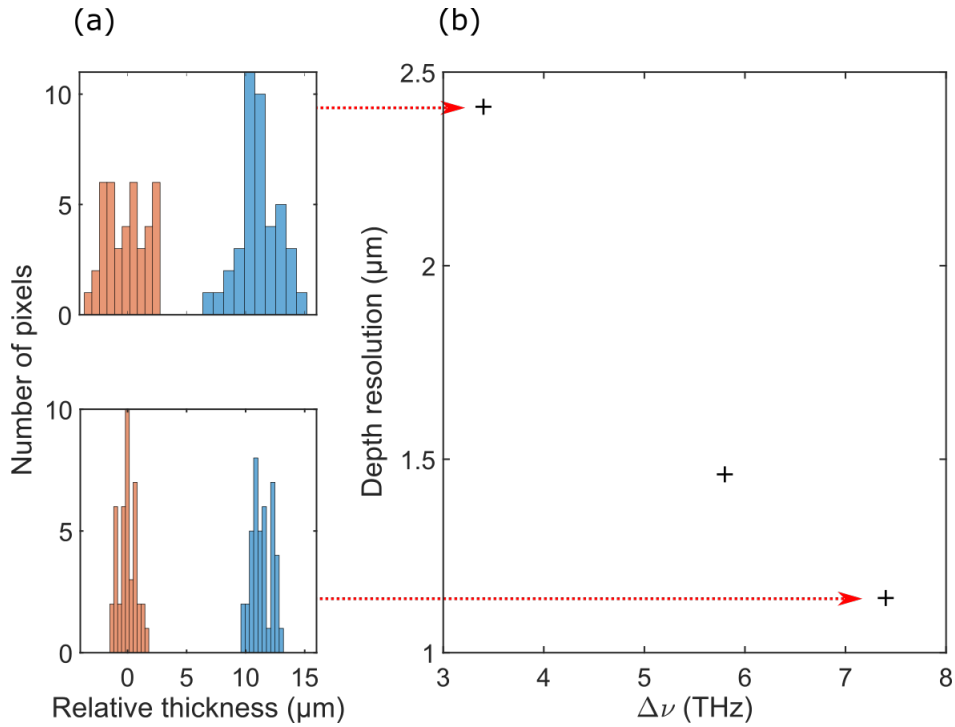 (a)
(b)
Number of pixels
10
5
0
10
5
0
0 5 10 15
Relative thickness (μm)
Depth resolution (μm)
2.5
2
1.5
1
3 4 5 6 7 8
Δν (THz)